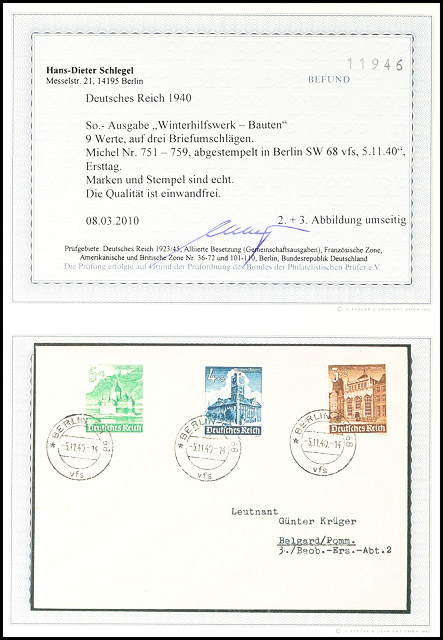 11946
Hans-Dieter Schlegel
Messelstr. 21, 14195 Berlin
BEFUND
Deutsches Reich 1940
So.- Ausgabe „Winterhilfswerk – Bauten“
9 Werte, auf drei Briefumschlägen.
Michel Nr. 751 – 759, abgestempelt in Berlin SW 68 vfs, 5.11.40“,
Ersttag.
Marken und Stempel sind echt.
Die Qualität ist einwandfrei.
08.03.2010 2. + 3. Abbildung umseitig
Prüfgebiete: Deutsches Reich 1923/45, Alliierte Besetzung (Gemeinschaftsausgaben), Französische Zone,
Amerikanische und Britische Zone Nr. 36-72 und 101-110, Berlin, Bundesrepublik Deutschland
Die Prüfung erfolgte auf Grund der Prüfordnung des Bundes der Philatelistischen Prüfer e.V.
Deutsches Reich
Deutsches Reich
Deutsches Reich
BERLIN 68
-5.11.40.-14
vfs
BERLIN 68
-5.11.40.-14
vfs
BERLIN 68
-5.11.40.-14
vfs
Leutnant
Günter Krüger
Belgard/Pomm.
3./Beob.-Ers.-Abt.2